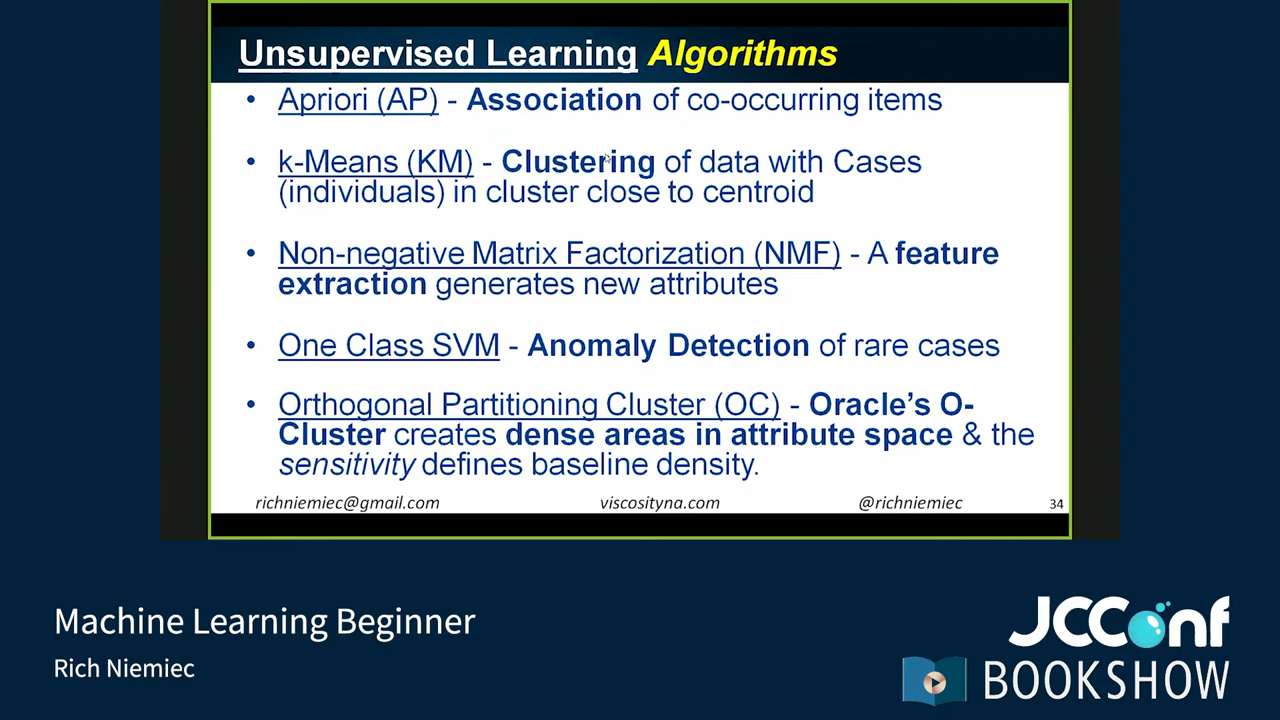 Unsupervised Learning Algorithms
• Apriori (AP) - Association of co-occurring items
• k-Means (KM) - Clustering of data with Cases
(individuals) in cluster close to centroid
• Non-negative Matrix Factorization (NMF) - A feature
extraction generates new attributes
• One Class SVM - Anomaly Detection of rare cases
• Orthogonal Partitioning Cluster (OC) - Oracle's O-
Cluster creates dense areas in attribute space & the
sensitivity defines baseline density.
richniemiec@gmail.com viscosityna.com @richniemiec 34
Machine Learning Beginner
Rich Niemiec
JCConf
BOOKSHOW